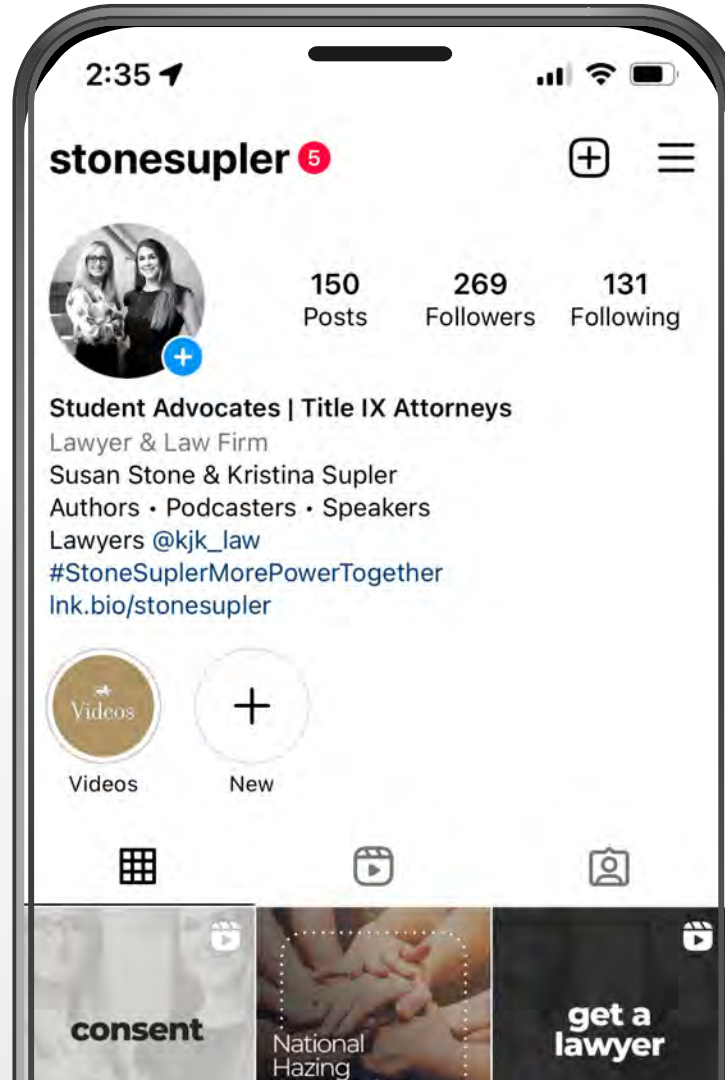 2:35
stonesupler 5
150 269 131
Posts Followers Following
Student Advocates | Title IX Attorneys
Lawyer & Law Firm
Susan Stone & Kristina Supler
Authors • Podcasters • Speakers
Lawyers @kjk_law
#StoneSuplerMorePowerTogether
lnk.bio/stonesupler
Videos
Videos New
consent
National
Hazing
get a
lawyer